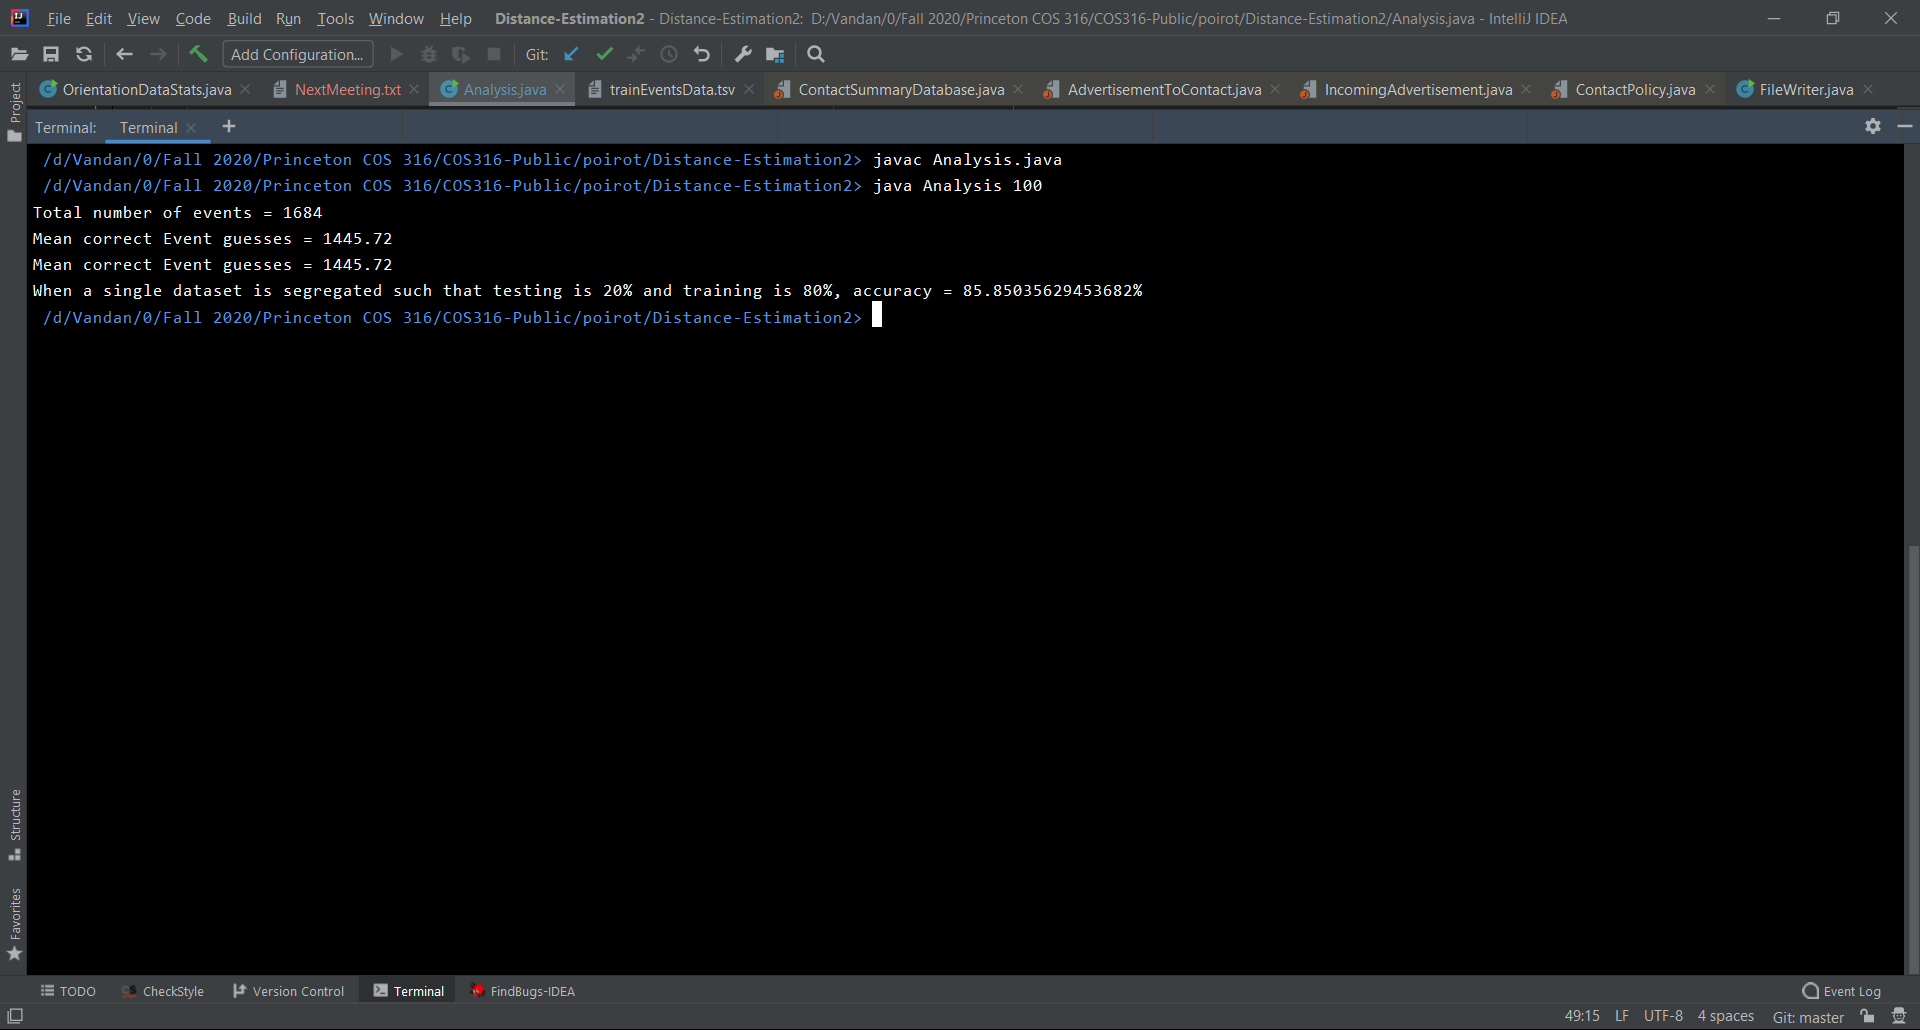 File Edit View Code Build Run Tools Window Help Distance-Estimation2 - Distance-Estimation2: D:/Vandan/0/Fall 2020/Princeton COS 316/COS316-Public/poirot/Distance-Estimation2/Analysis.java - IntelliJ IDEA
Add Configuration... Git:
OrientationDataStats.java NextMeeting.txt Analysis.java trainEventsData.tsv ContactSummaryDatabase.java AdvertisementToContact.java IncomingAdvertisement.java ContactPolicy.java FileWriter.java
Project
Terminal: Terminal +
/d/Vandan/0/Fall 2020/Princeton COS 316/COS316-Public/poirot/Distance-Estimation2> javac Analysis.java
/d/Vandan/0/Fall 2020/Princeton COS 316/COS316-Public/poirot/Distance-Estimation2> java Analysis 100
Total number of events = 1684
Mean correct Event guesses = 1445.72
Mean correct Event guesses = 1445.72
When a single dataset is segregated such that testing is 20% and training is 80%, accuracy = 85.85035629453682%
/d/Vandan/0/Fall 2020/Princeton COS 316/COS316-Public/poirot/Distance-Estimation2>
Structure
Favorites
TODO CheckStyle Version Control Terminal FindBugs-IDEA Event Log
49:15 LF UTF-8 4 spaces Git: master